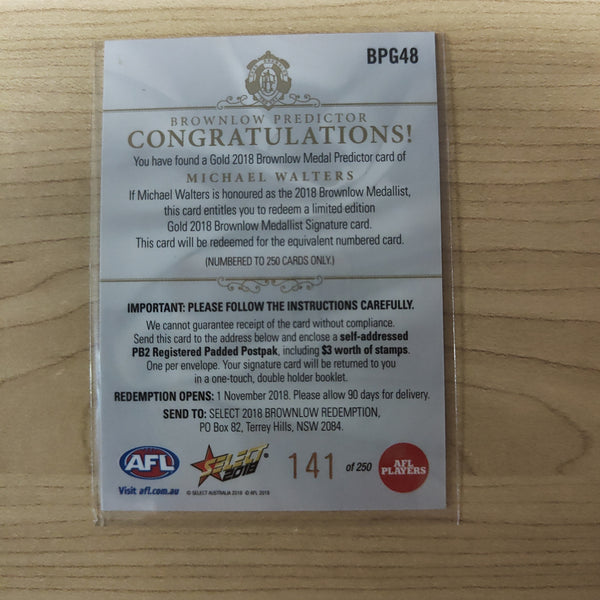 BPG48
BROWNLOW PREDICTOR
CONGRATULATIONS!
You have found a Gold 2018 Brownlow Medal Predictor card of
MICHAEL WALTERS
If Michael Walters is honoured as the 2018 Brownlow Medallist,
this card entitles you to redeem a limited edition
Gold 2018 Brownlow Medallist Signature card.
This card will be redeemed for the equivalent numbered card.
(NUMBERED TO 250 CARDS ONLY.)
IMPORTANT: PLEASE FOLLOW THE INSTRUCTIONS CAREFULLY.
We cannot guarantee receipt of the card without compliance.
Send this card to the address below and enclose a self-addressed
PB2 Registered Padded Postpak, including $3 worth of stamps.
One per envelope. Your signature card will be returned to you
in a one-touch, double holder booklet.
REDEMPTION OPENS: 1 November 2018. Please allow 90 days for delivery.
SEND TO: SELECT 2018 BROWNLOW REDEMPTION,
PO Box 82, Terrey Hills, NSW 2084.
AFL
Visit afl.com.au
SELECT
2018
© SELECT AUSTRALIA 2018 © AFL 2018
141 of 250
AFL
PLAYERS